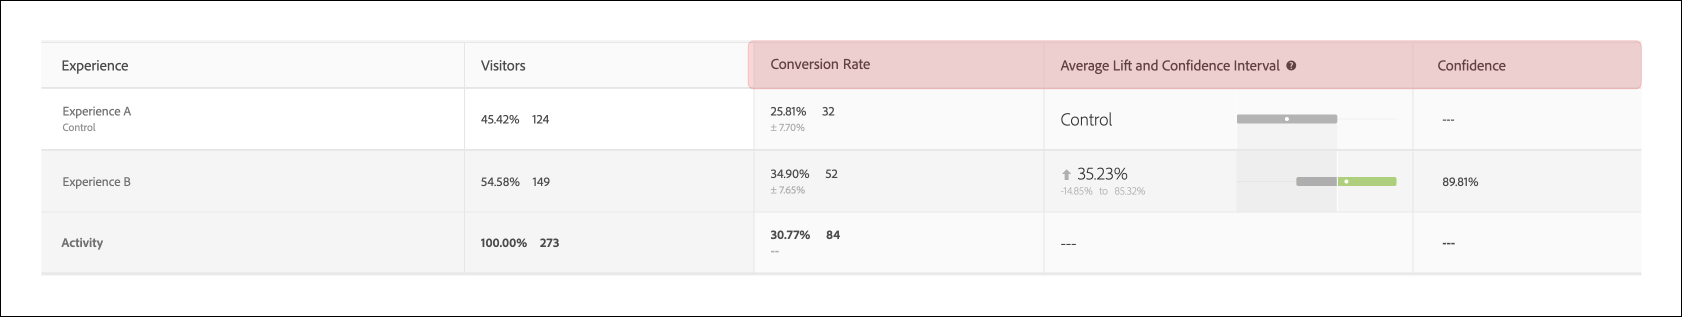 Experience Visitors Conversion Rate Average Lift and Confidence Interval ? Confidence
Experience A
Control
45.42% 124
25.81% 32
± 7.70%
Control
---
Experience B
54.58% 149
34.90% 52
± 7.65%
35.23%
-14.85% to 85.32%
89.81%
Activity
100.00% 273
30.77% 84
--
---
---